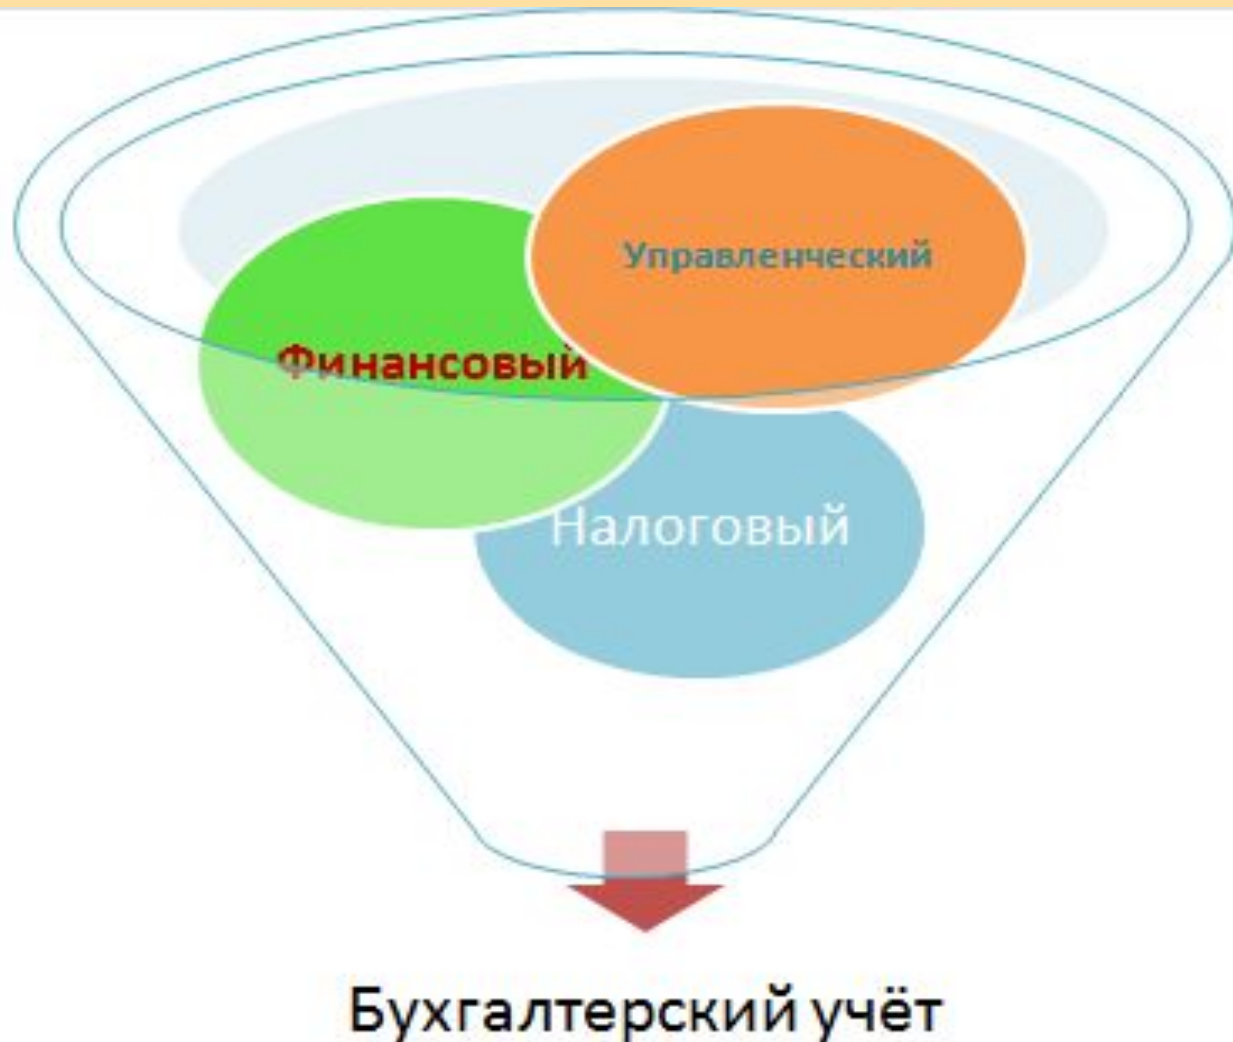 Управленческий
Финансовый
Налоговый
Бухгалтерский учёт